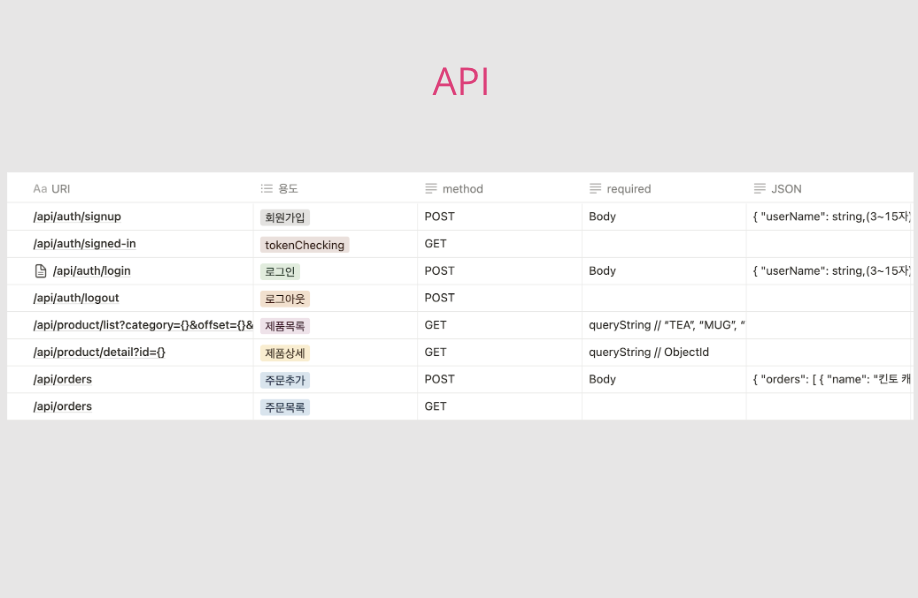 API
Aa URI 용도 method required JSON
/api/auth/signup 회원가입 POST Body { "userName": string,(3~15자)
/api/auth/signed-in tokenChecking GET
/api/auth/login 로그인 POST Body { "userName": string,(3~15자)
/api/auth/logout 로그아웃 POST
/api/product/list?category={}&offset={}& 제품목록 GET queryString // "TEA", "MUG", "
/api/product/detail?id={} 제품상세 GET queryString // ObjectId
/api/orders 주문추가 POST Body { "orders": [ { "name": "킨토 캐
/api/orders 주문목록 GET